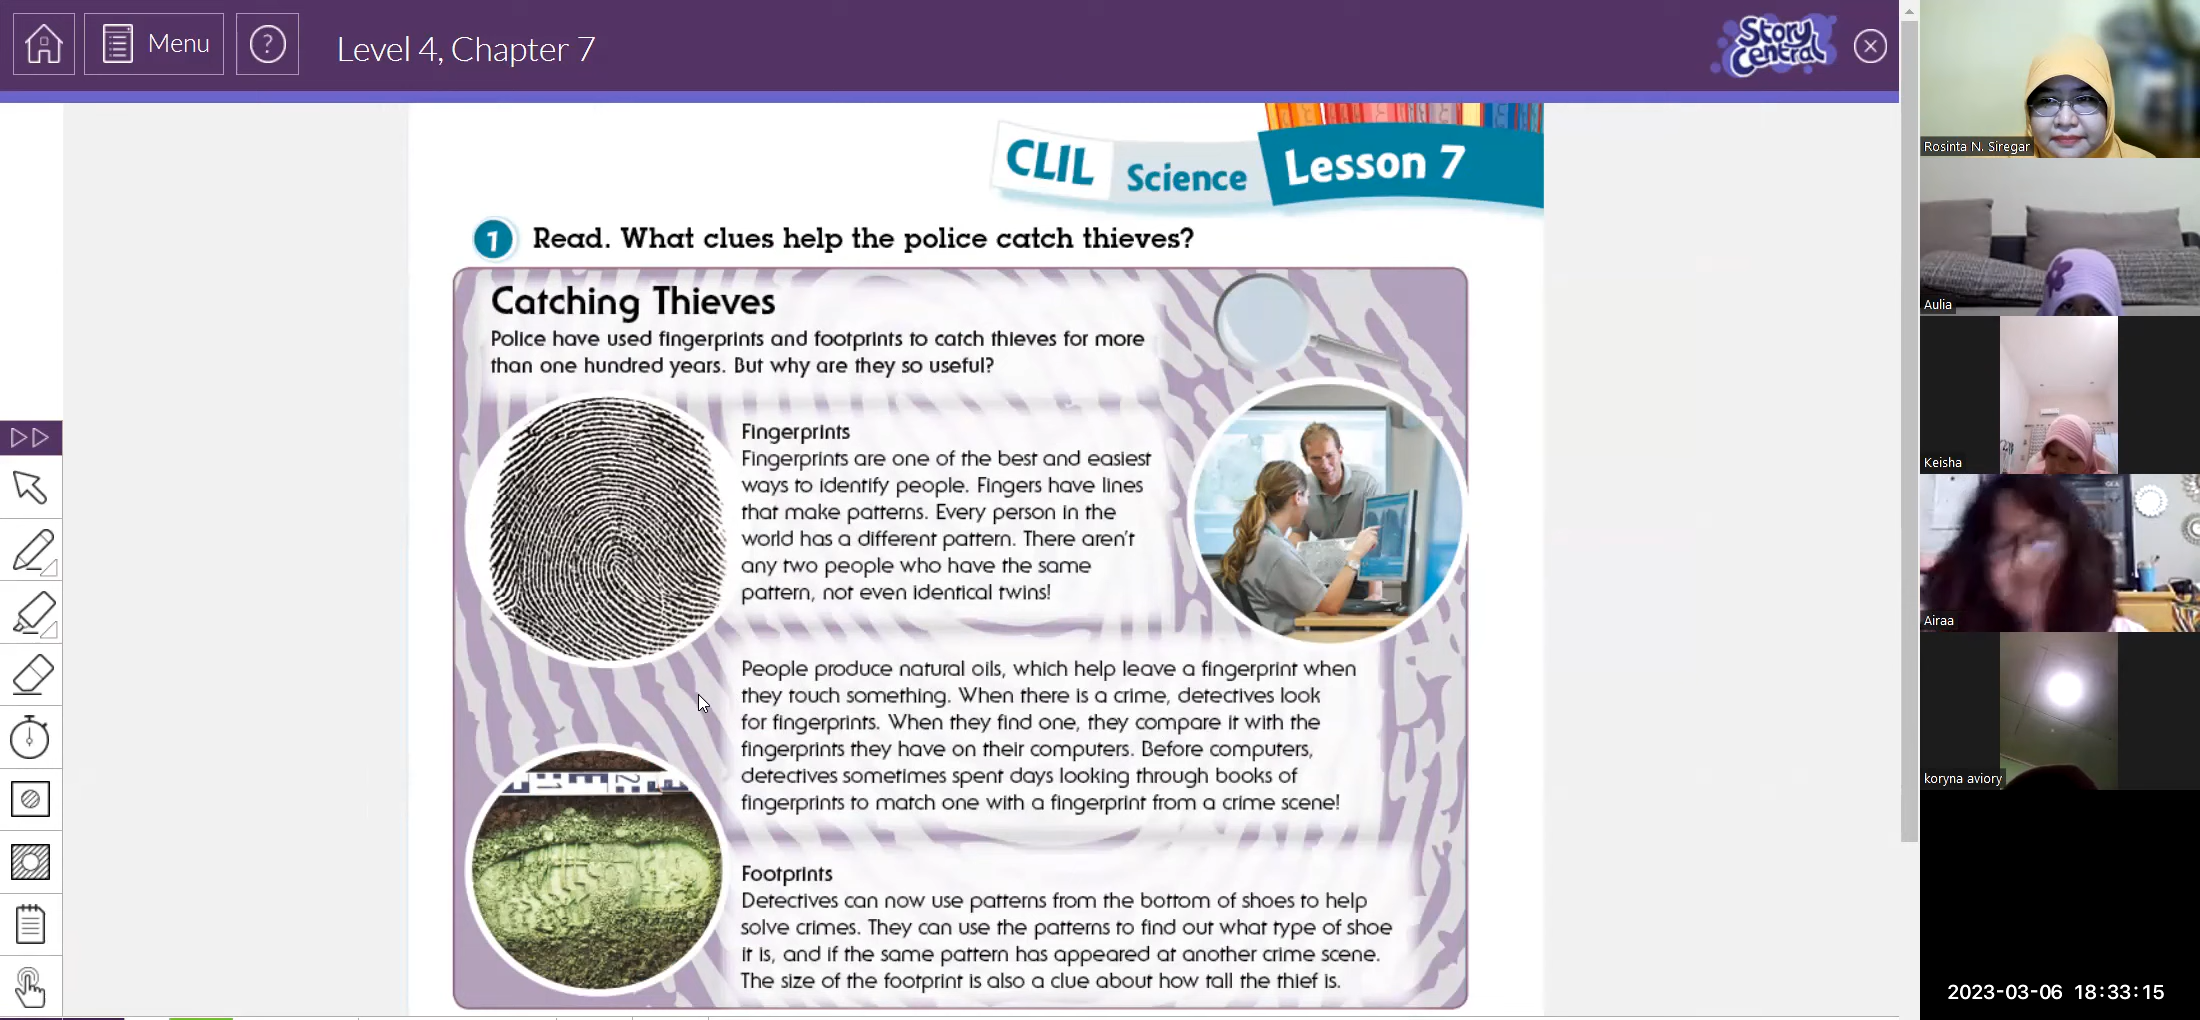 Menu
?
Level 4, Chapter 7
Story
Central
CLIL
Science
Lesson 7
1
Read. What clues help the police catch thieves?
Catching Thieves
Police have used fingerprints and footprints to catch thieves for more
than one hundred years. But why are they so useful?
Fingerprints
Fingerprints are one of the best and easiest
ways to identify people. Fingers have lines
that make patterns. Every person in the
world has a different pattern. There aren't
any two people who have the same
pattern, not even identical twins!
People produce natural oils, which help leave a fingerprint when
they touch something. When there is a crime, detectives look
for fingerprints. When they find one, they compare it with the
fingerprints they have on their computers. Before computers,
detectives sometimes spent days looking through books of
fingerprints to match one with a fingerprint from a crime scene!
Footprints
Detectives can now use patterns from the bottom of shoes to help
solve crimes. They can use the patterns to find out what type of shoe
it is, and if the same pattern has appeared at another crime scene.
The size of the footprint is also a clue about how tall the thief is.
Rosinta N. Siregar
Aulia
Keisha
Airaa
koryna aviory
2023-03-06 18:33:15